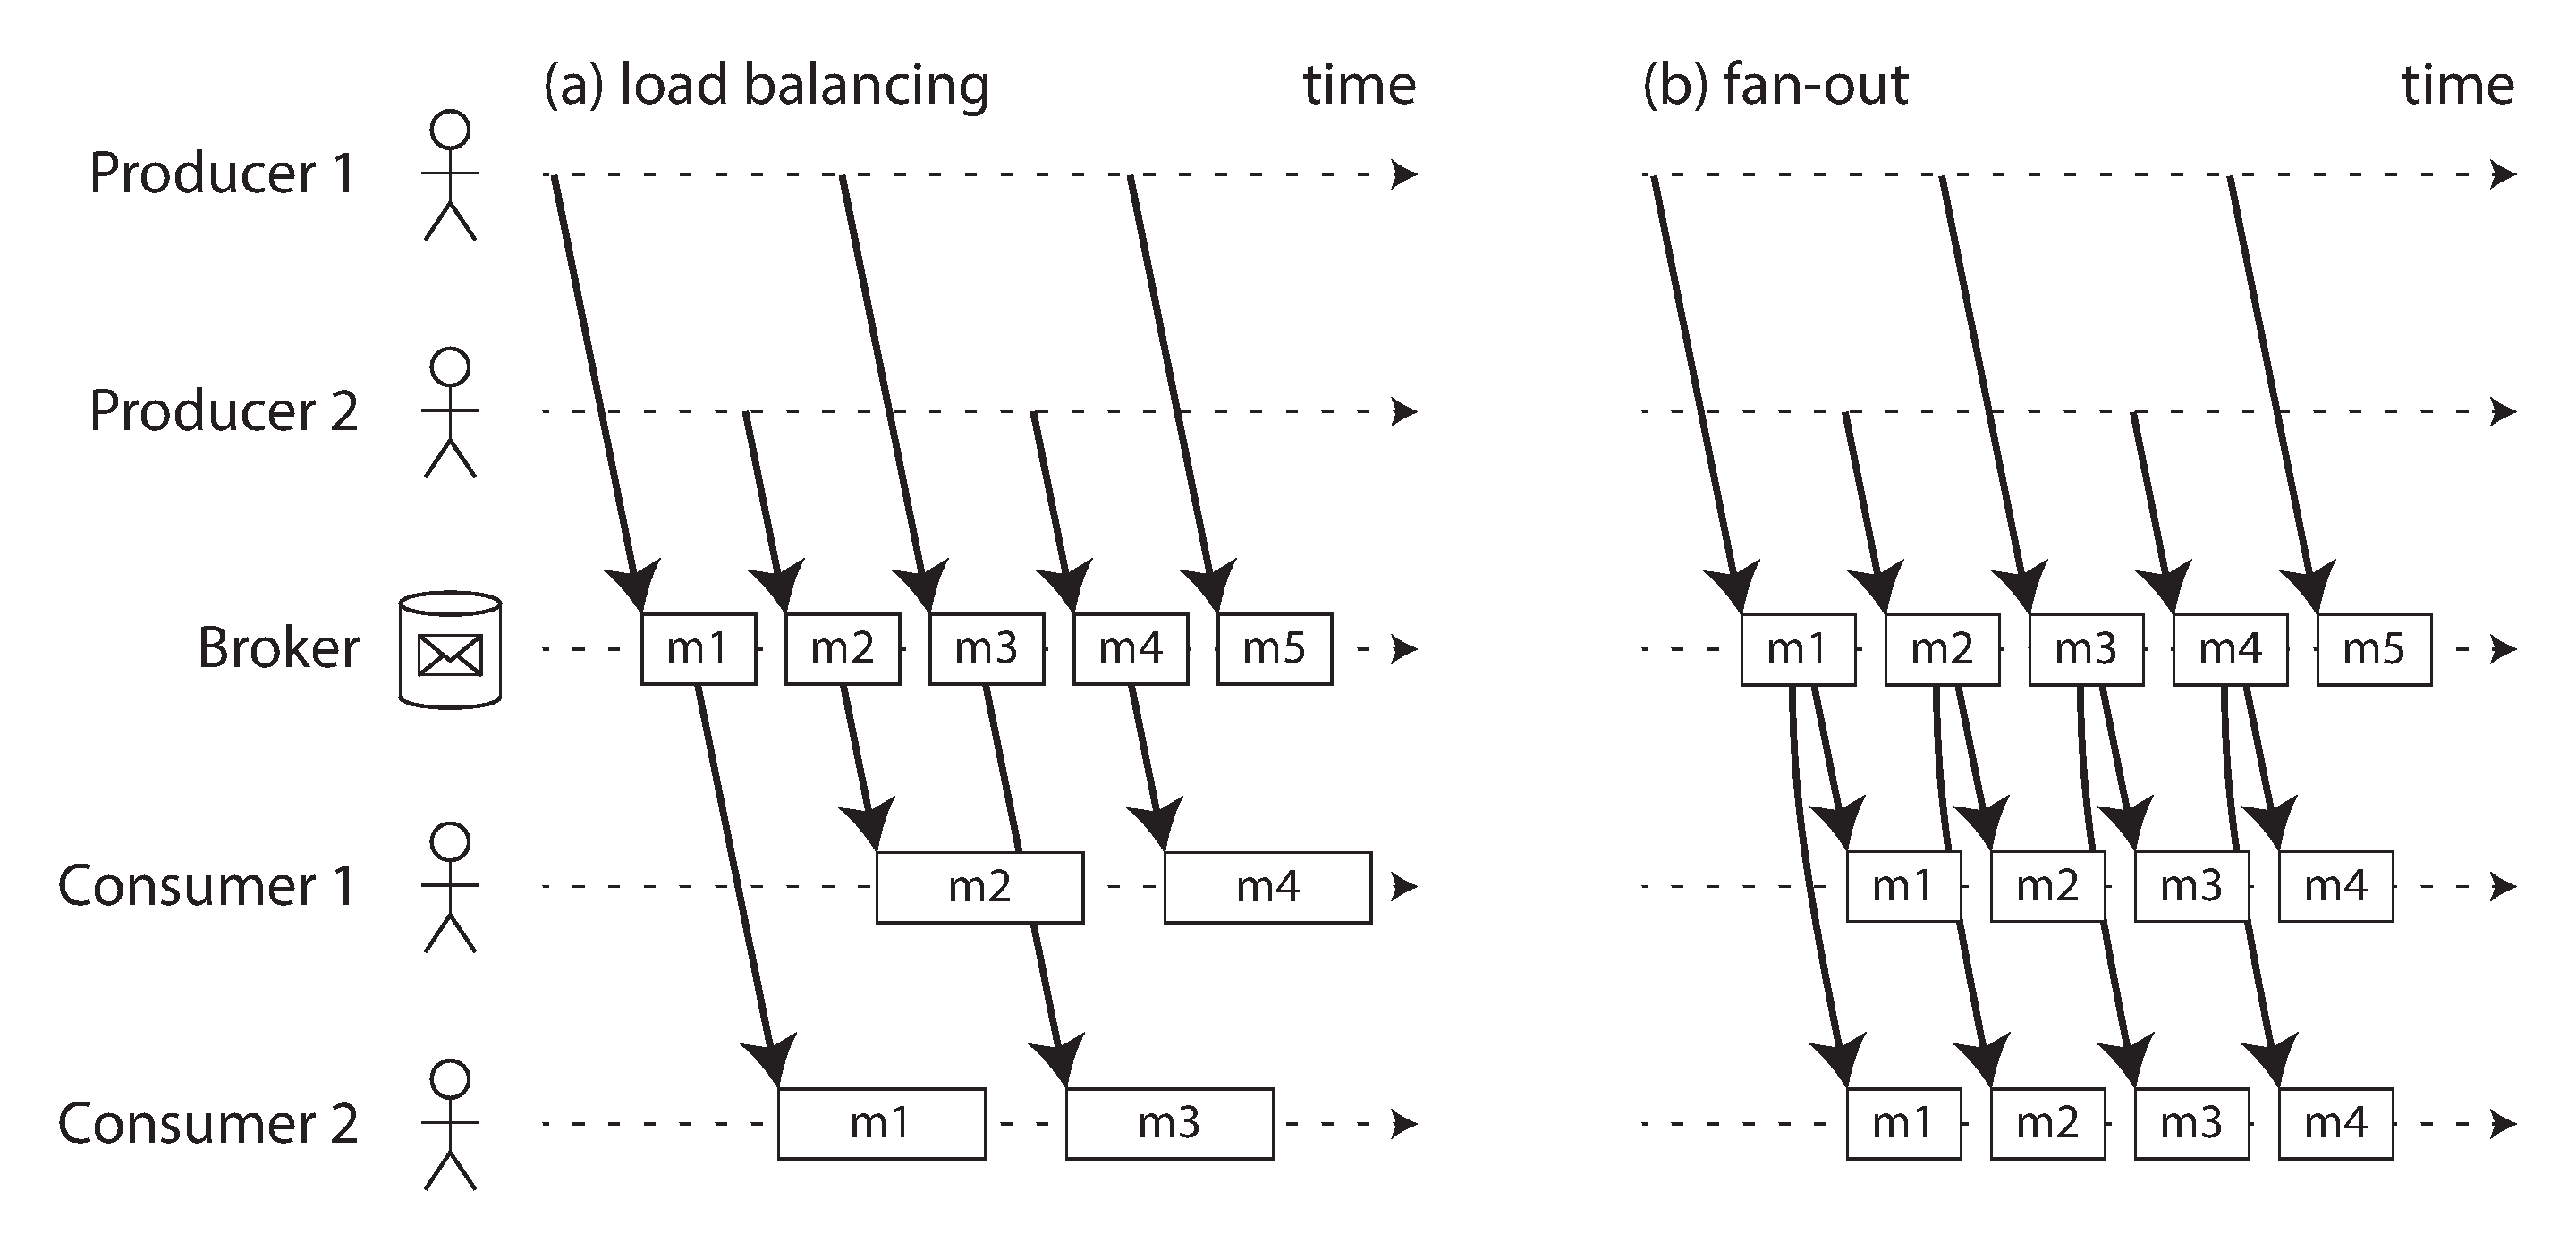 (a) load balancing time (b) fan-out time
Producer 1
Producer 2
Broker m1 m2 m3 m4 m5 m1 m2 m3 m4 m5
Consumer 1 m2 m4 m1 m2 m3 m4
Consumer 2 m1 m3 m1 m2 m3 m4